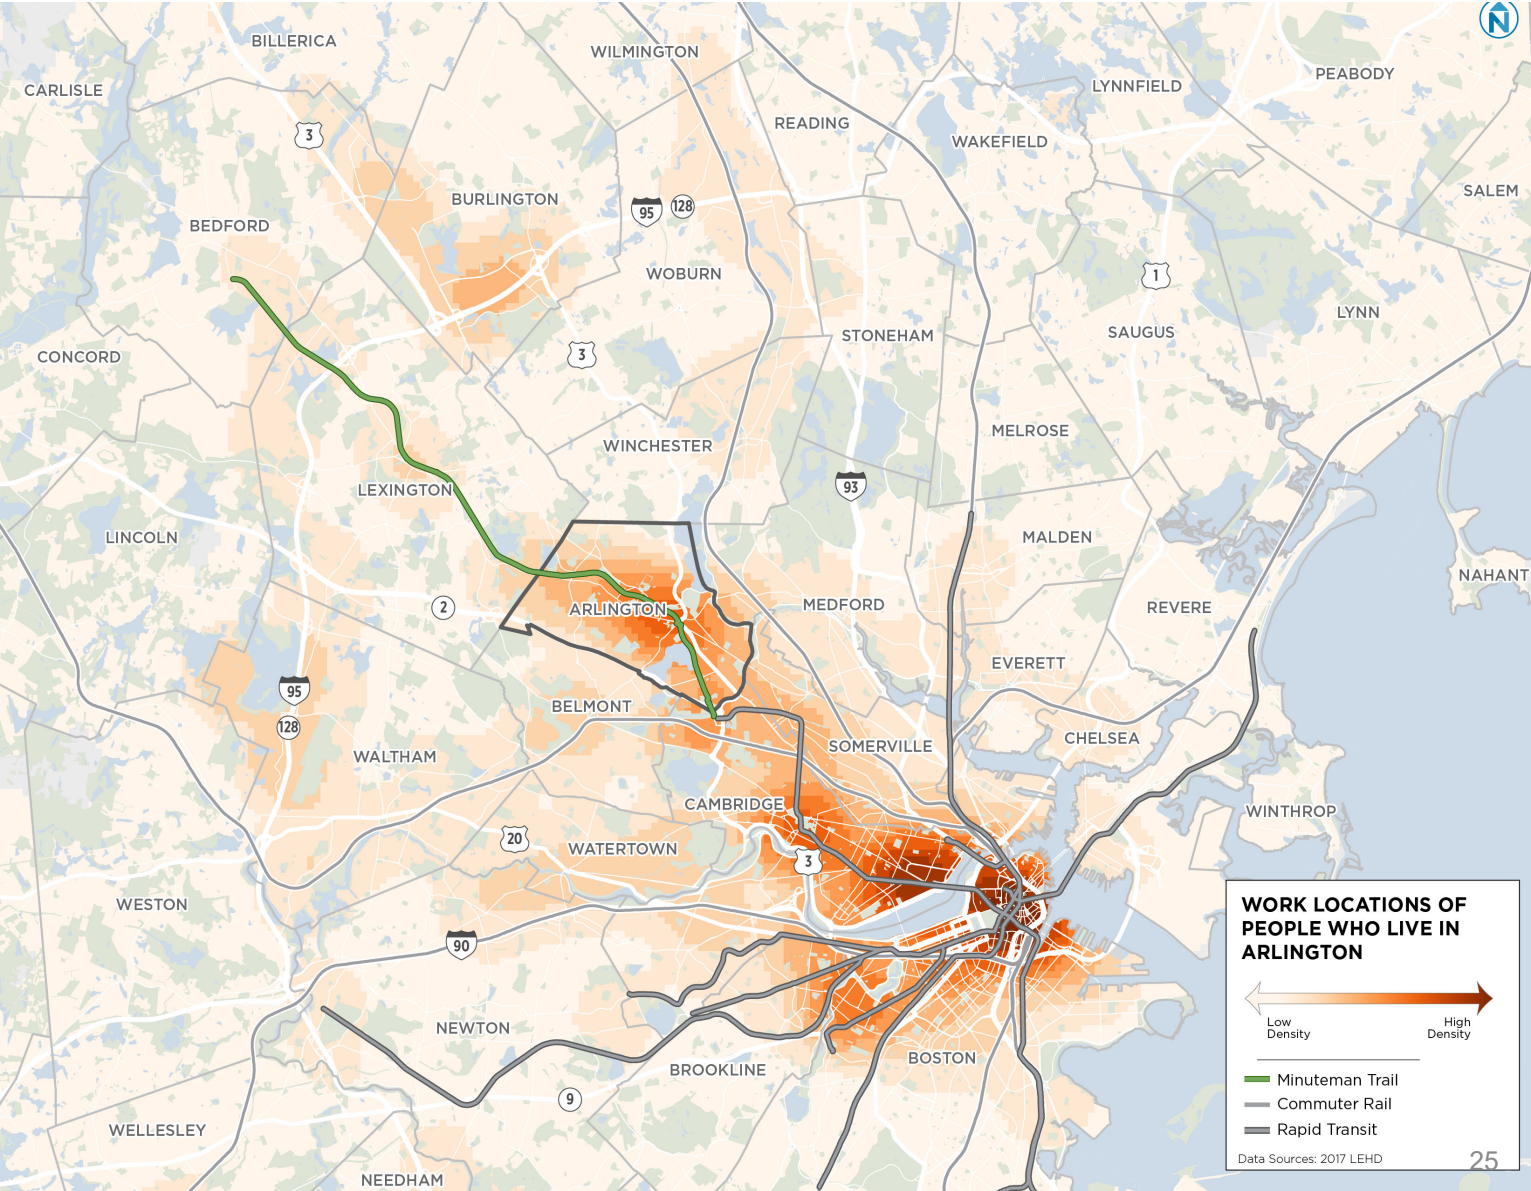 N
BILLERICA
WILMINGTON
CARLISLE
LYNNFIELD
PEABODY
3
READING
WAKEFIELD
BURLINGTON
95
128
SALEM
BEDFORD
WOBURN
1
LYNN
STONEHAM
SAUGUS
CONCORD
3
WINCHESTER
MELROSE
LEXINGTON
93
LINCOLN
MALDEN
NAHANT
2
ARLINGTON
MEDFORD
REVERE
EVERETT
95
BELMONT
128
WALTHAM
SOMERVILLE
CHELSEA
CAMBRIDGE
WINTHROP
20
WATERTOWN
3
WESTON
90
NEWTON
BROOKLINE
BOSTON
9
WELLESLEY
NEEDHAM
WORK LOCATIONS OF
PEOPLE WHO LIVE IN
ARLINGTON
Low
Density
High
Density
Minuteman Trail
Commuter Rail
Rapid Transit
Data Sources: 2017 LEHD
25